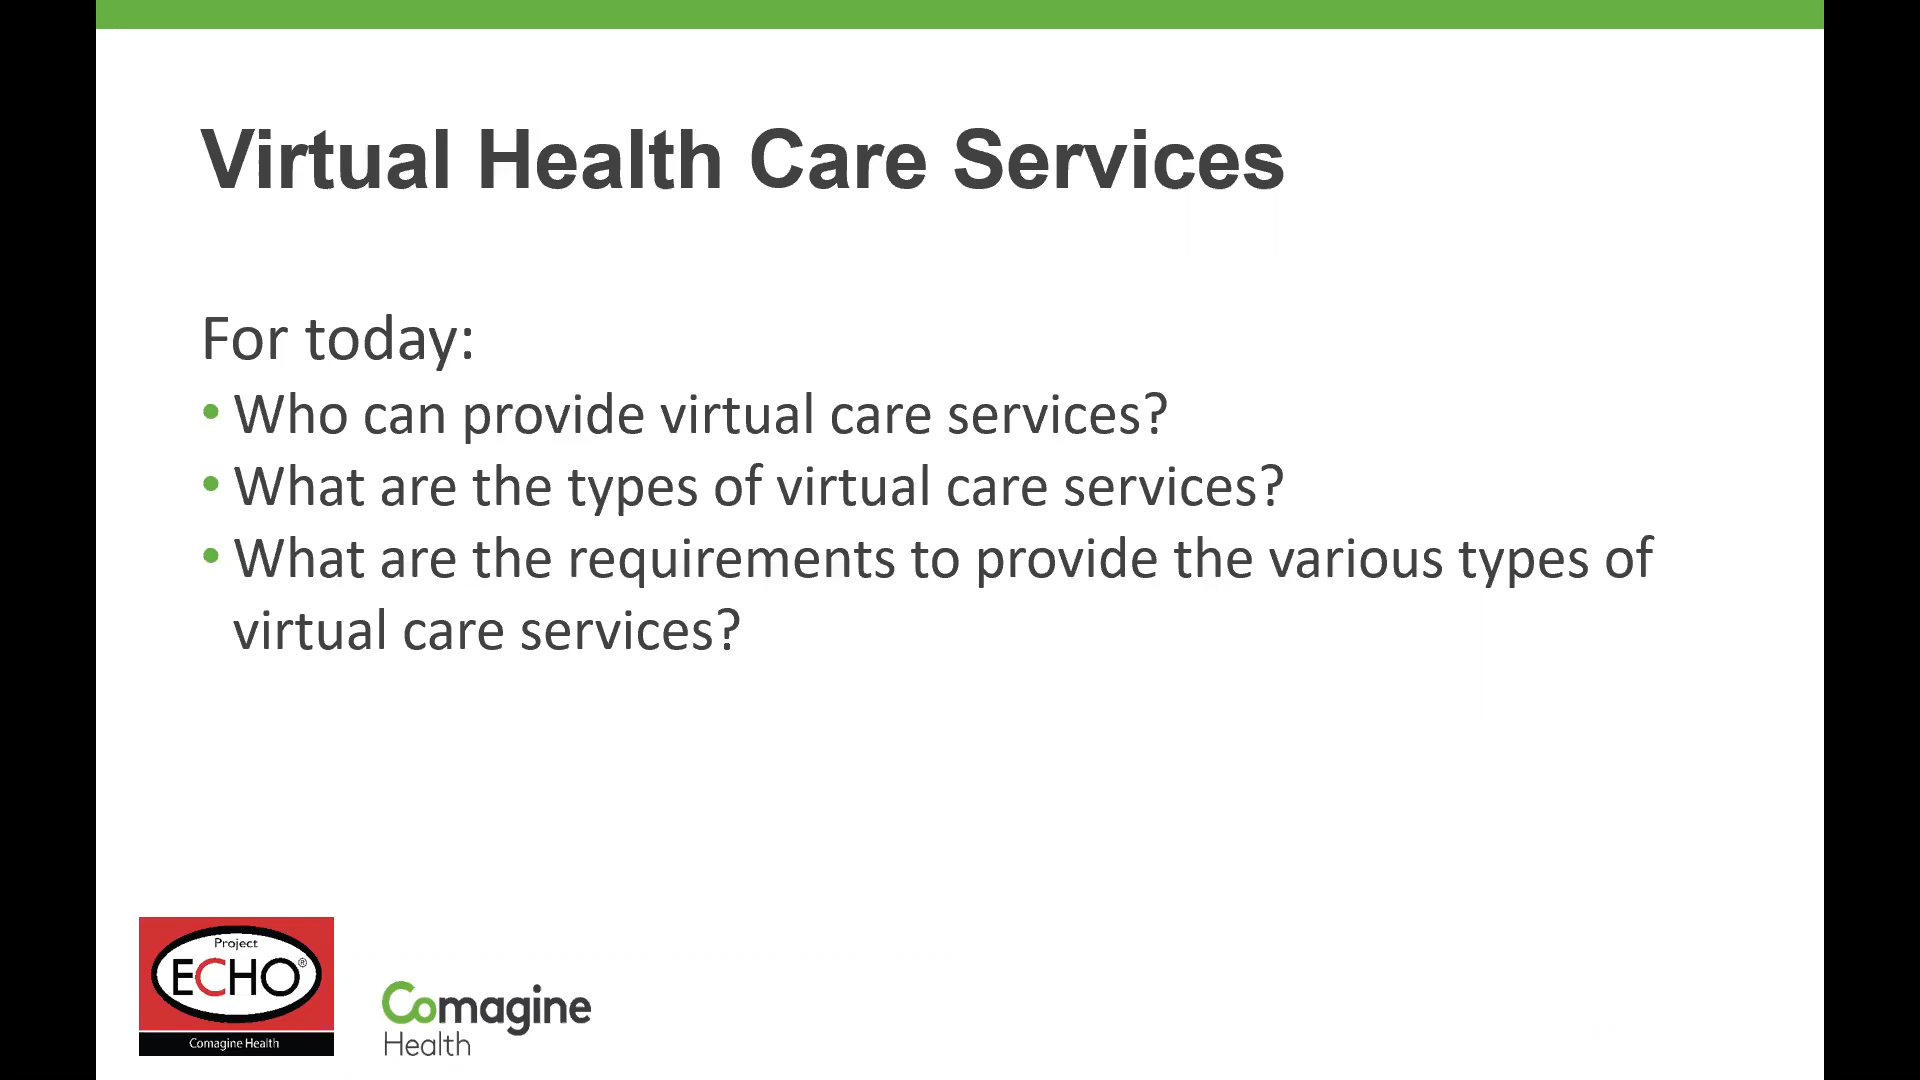 Virtual Health Care Services
For today:
• Who can provide virtual care services?
• What are the types of virtual care services?
• What are the requirements to provide the various types of
virtual care services?
Project
ECHO®
Comagine Health
Comagine
Health